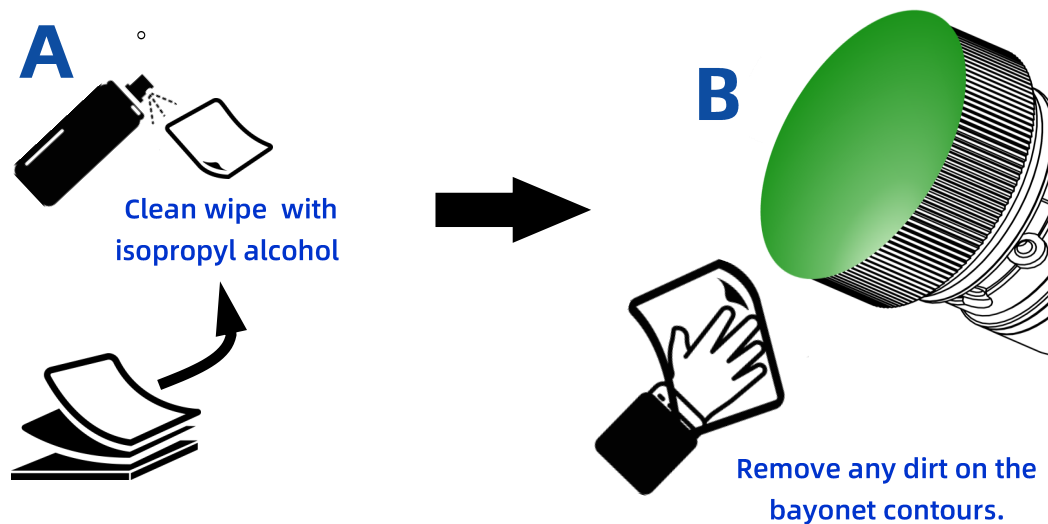 A
Clean wipe with
isopropyl alcohol
B
Remove any dirt on the
bayonet contours.